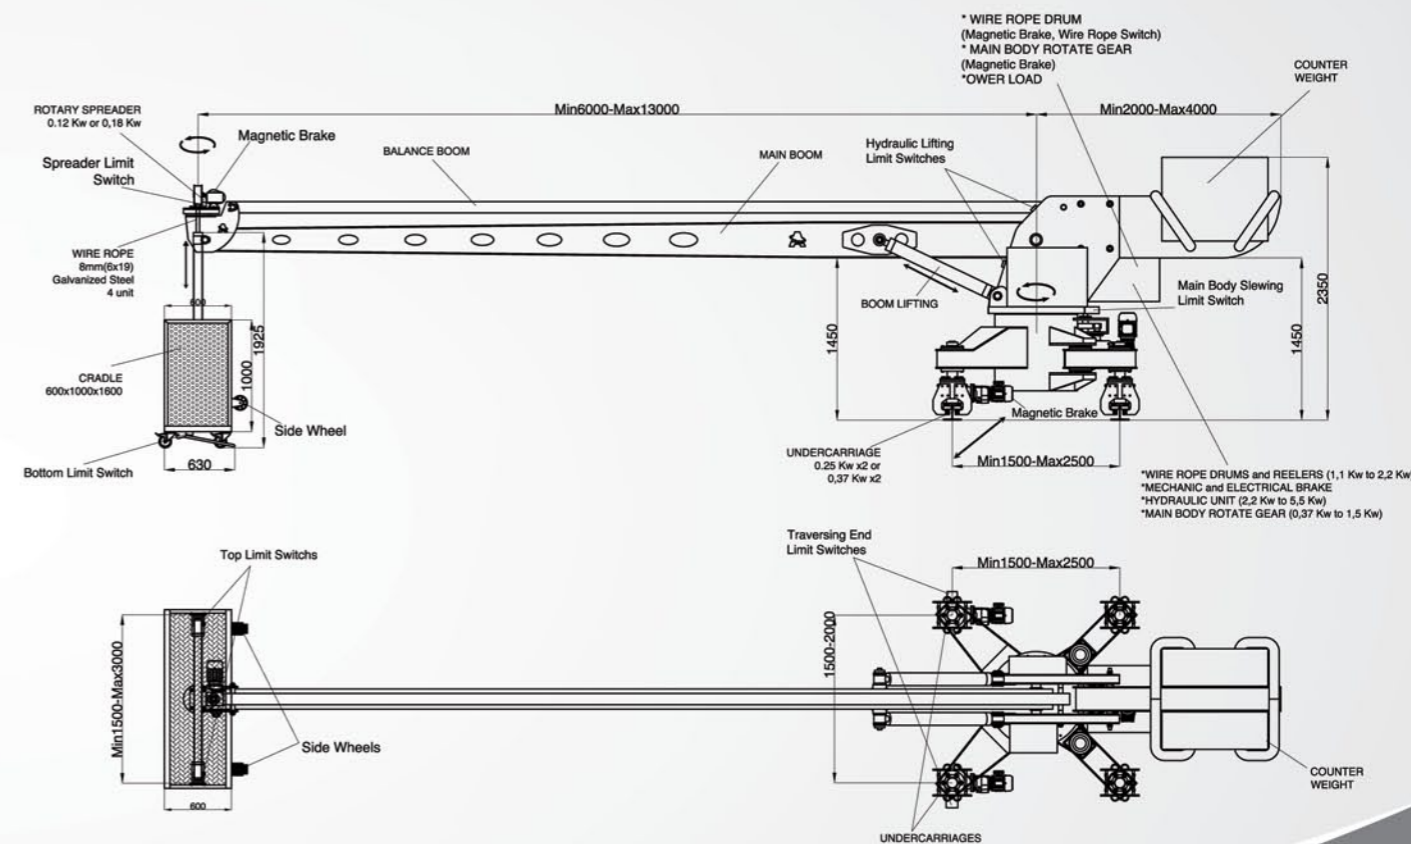 * WIRE ROPE DRUM
(Magnetic Brake, Wire Rope Switch)
* MAIN BODY ROTATE GEAR
(Magnetic Brake)
*OWER LOAD
COUNTER
WEIGHT
ROTARY SPREADER
0.12 Kw or 0,18 Kw
Min6000-Max13000
Min2000-Max4000
Magnetic Brake
Spreader Limit
Switch
BALANCE BOOM
MAIN BOOM
Hydraulic Lifting
Limit Switches
WIRE ROPE
8mm(6x19)
Galvanized Steel
4 unit
600
BOOM LIFTING
Main Body Slewing
Limit Switch
2350
1450
1450
1925
1000
CRADLE
600x1000x1600
Side Wheel
Magnetic Brake
Bottom Limit Switch
630
UNDERCARRIAGE
0.25 Kw x2 or
0,37 Kw x2
Min1500-Max2500
*WIRE ROPE DRUMS and REELERS (1,1 Kw to 2,2 Kw
*MECHANIC and ELECTRICAL BRAKE
*HYDRAULIC UNIT (2,2 Kw to 5,5 Kw)
*MAIN BODY ROTATE GEAR (0,37 Kw to 1,5 Kw)
Top Limit Switchs
Traversing End
Limit Switches
Min1500-Max2500
Min1500-Max3000
1500-2000
Side Wheels
600
COUNTER
WEIGHT
UNDERCARRIAGES